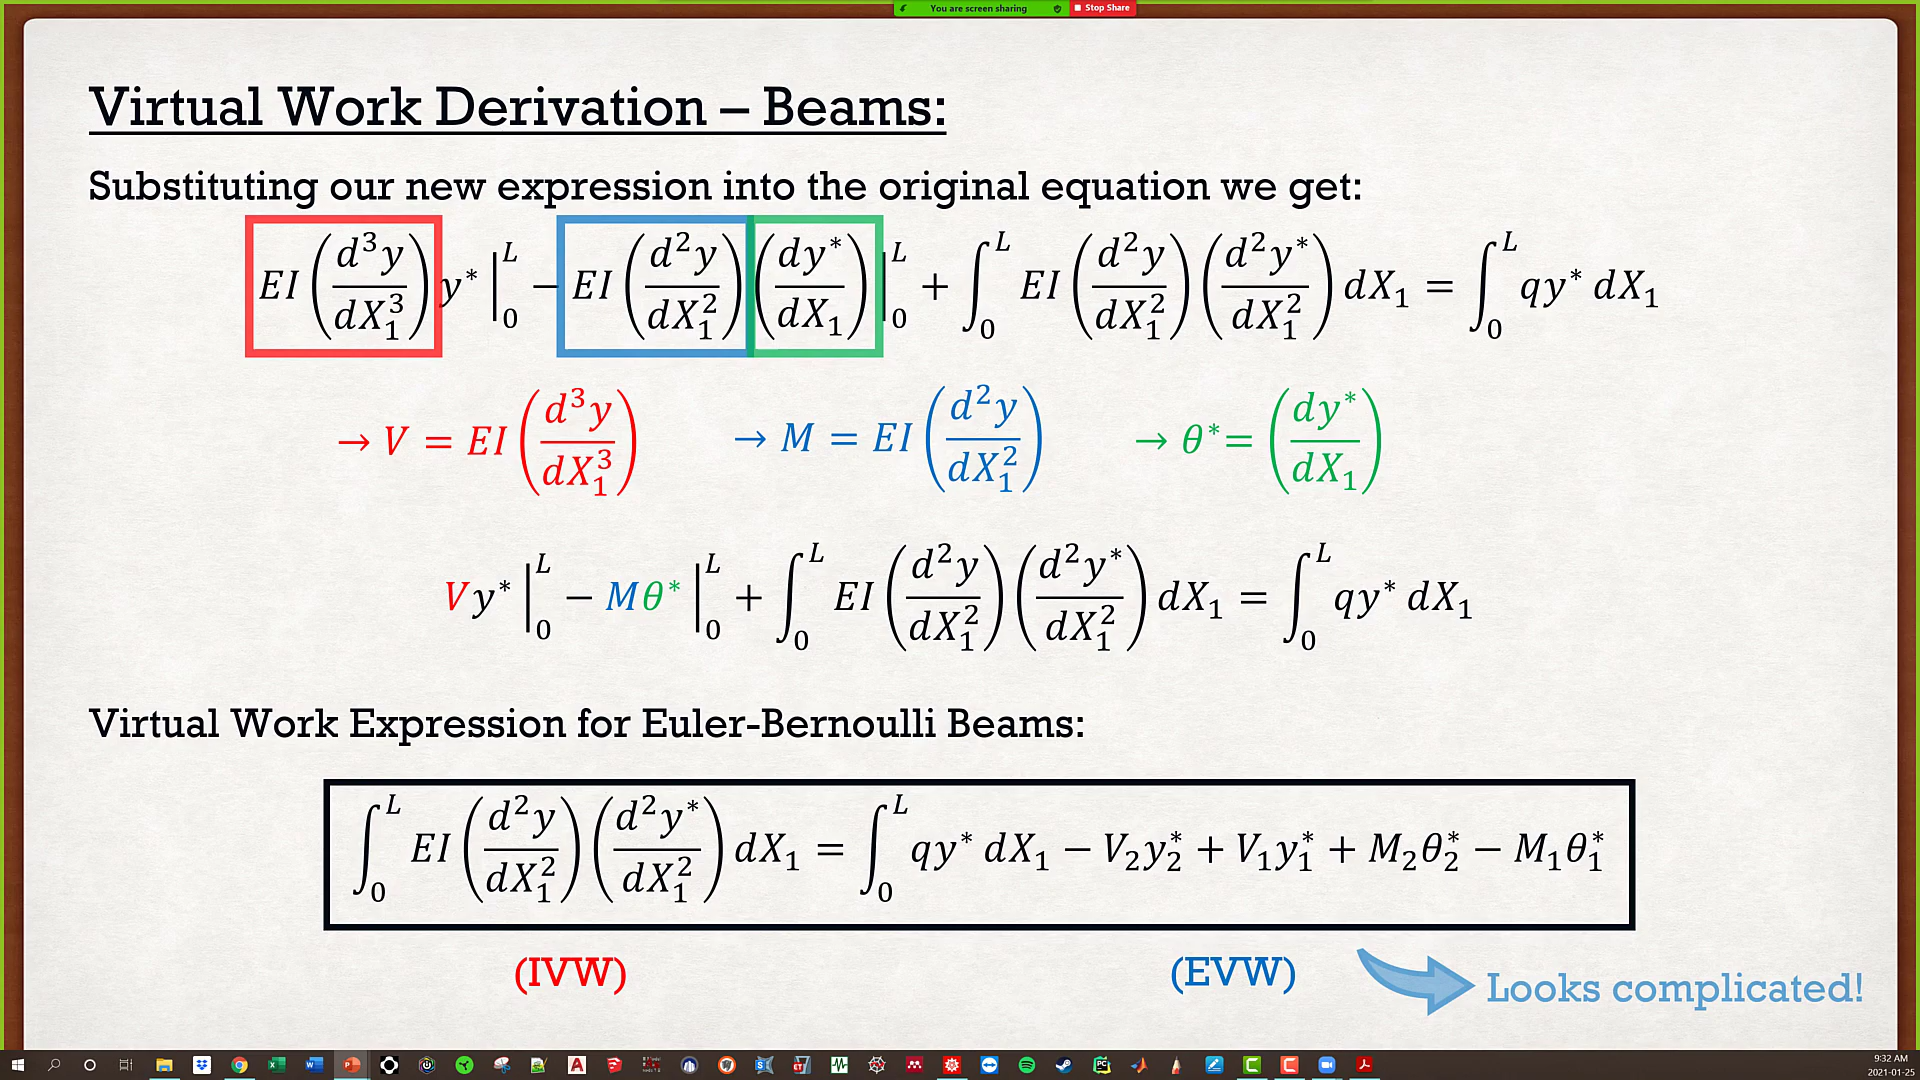 You are screen sharing Stop Share
Virtual Work Derivation – Beams:
Substituting our new expression into the original equation we get:
EI (d³y/dX₁³) y* |₀ᴸ − EI (d²y/dX₁²) (dy*/dX₁) |₀ᴸ + ∫₀ᴸ EI (d²y/dX₁²) (d²y*/dX₁²) dX₁ = ∫₀ᴸ qy* dX₁
→ V = EI (d³y/dX₁³) → M = EI (d²y/dX₁²) → θ* = (dy*/dX₁)
Vy* |₀ᴸ − Mθ* |₀ᴸ + ∫₀ᴸ EI (d²y/dX₁²) (d²y*/dX₁²) dX₁ = ∫₀ᴸ qy* dX₁
Virtual Work Expression for Euler-Bernoulli Beams:
∫₀ᴸ EI (d²y/dX₁²) (d²y*/dX₁²) dX₁ = ∫₀ᴸ qy* dX₁ − V₂y₂* + V₁y₁* + M₂θ₂* − M₁θ₁*
(IVW) (EVW) Looks complicated!
9:32 AM
2021-01-25